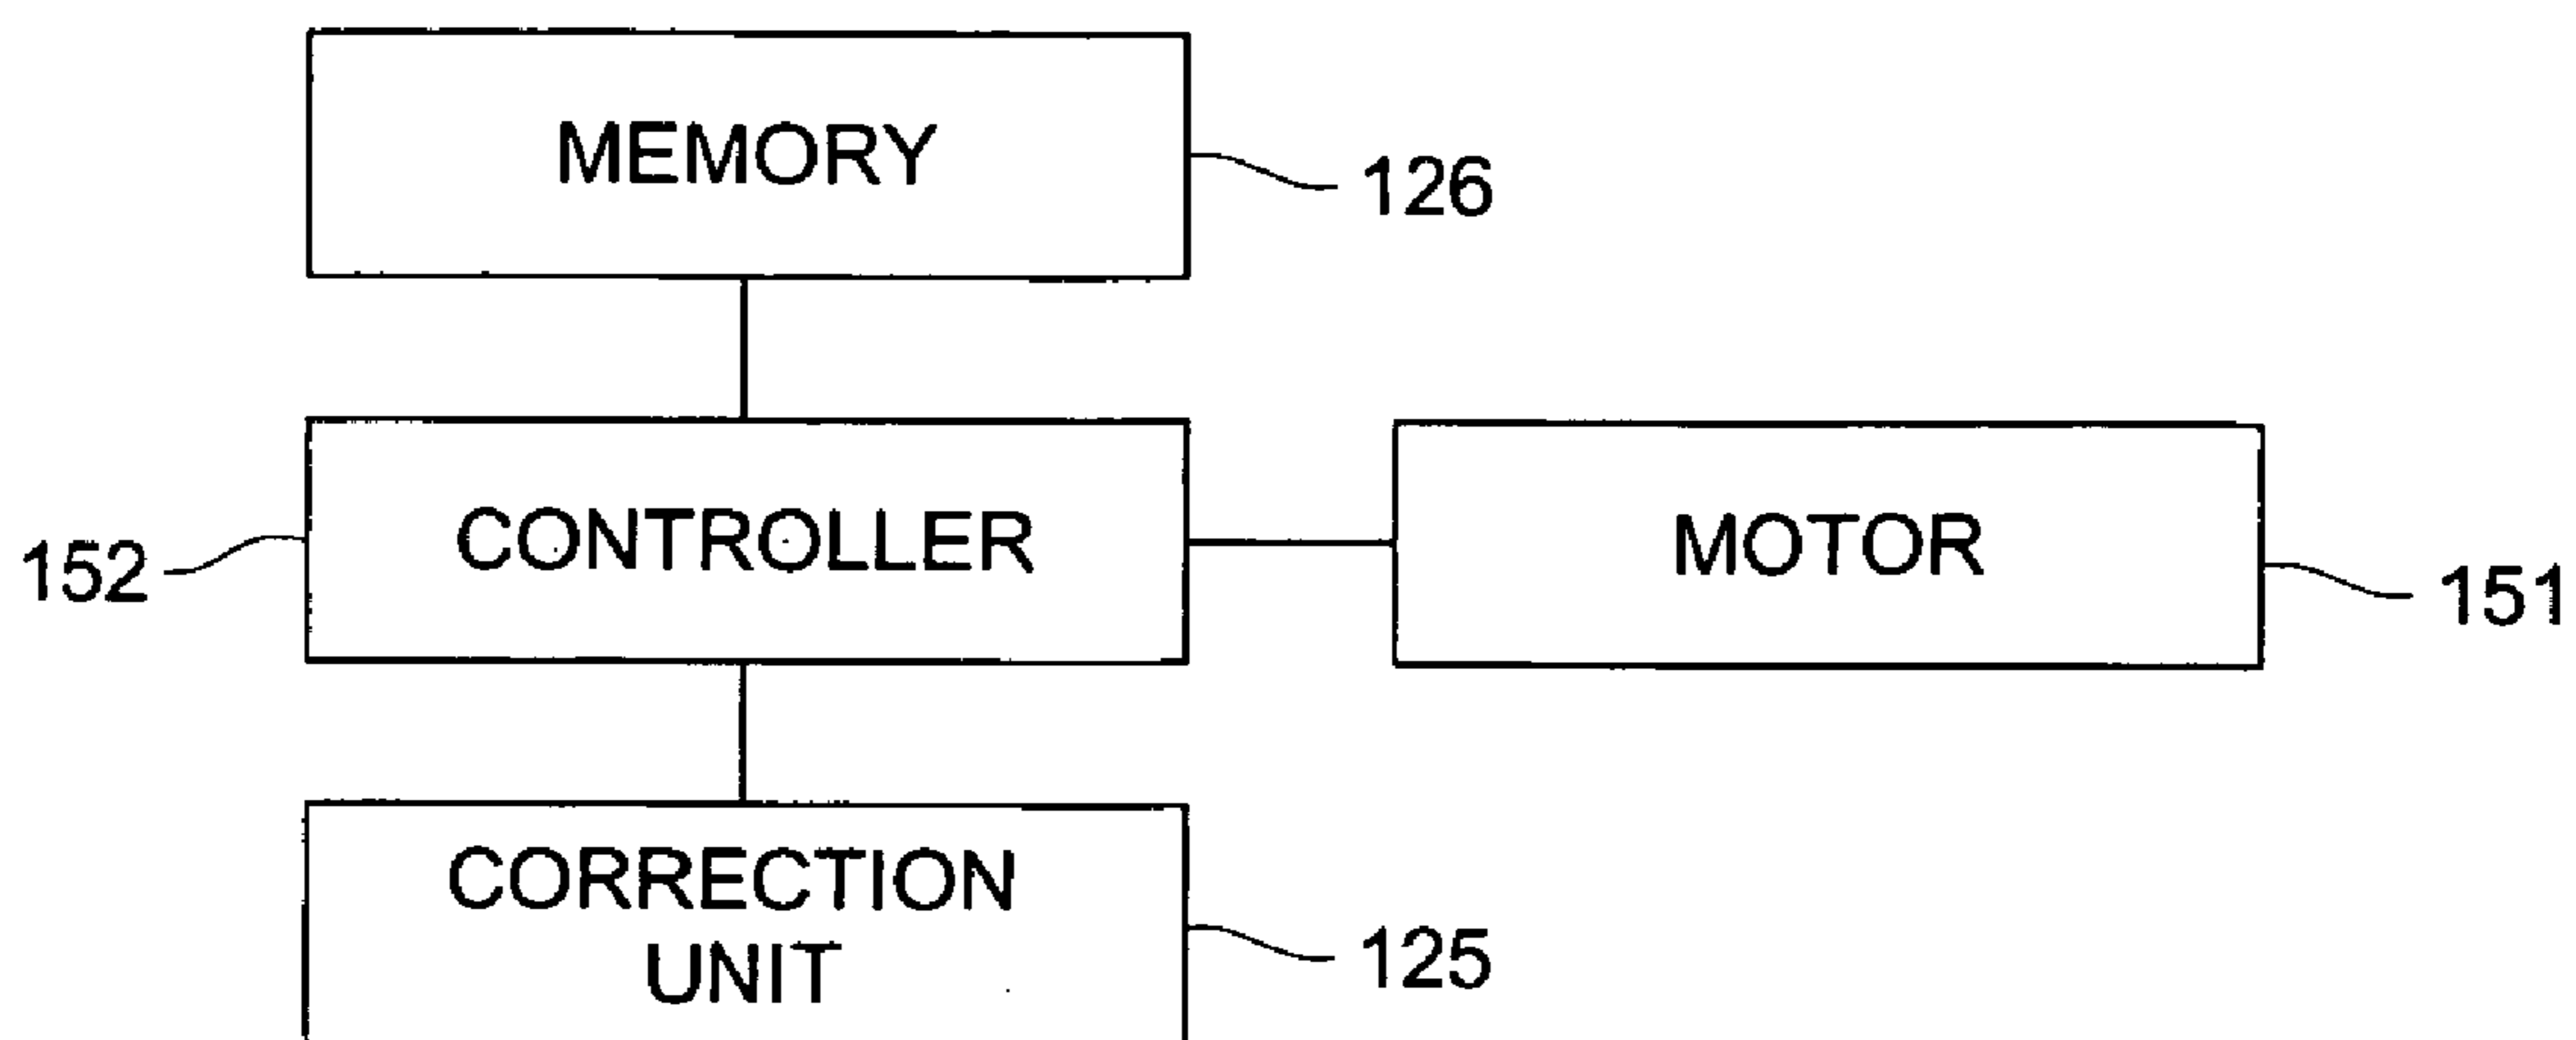 MEMORY
126
152
CONTROLLER
MOTOR
151
CORRECTION
UNIT
125